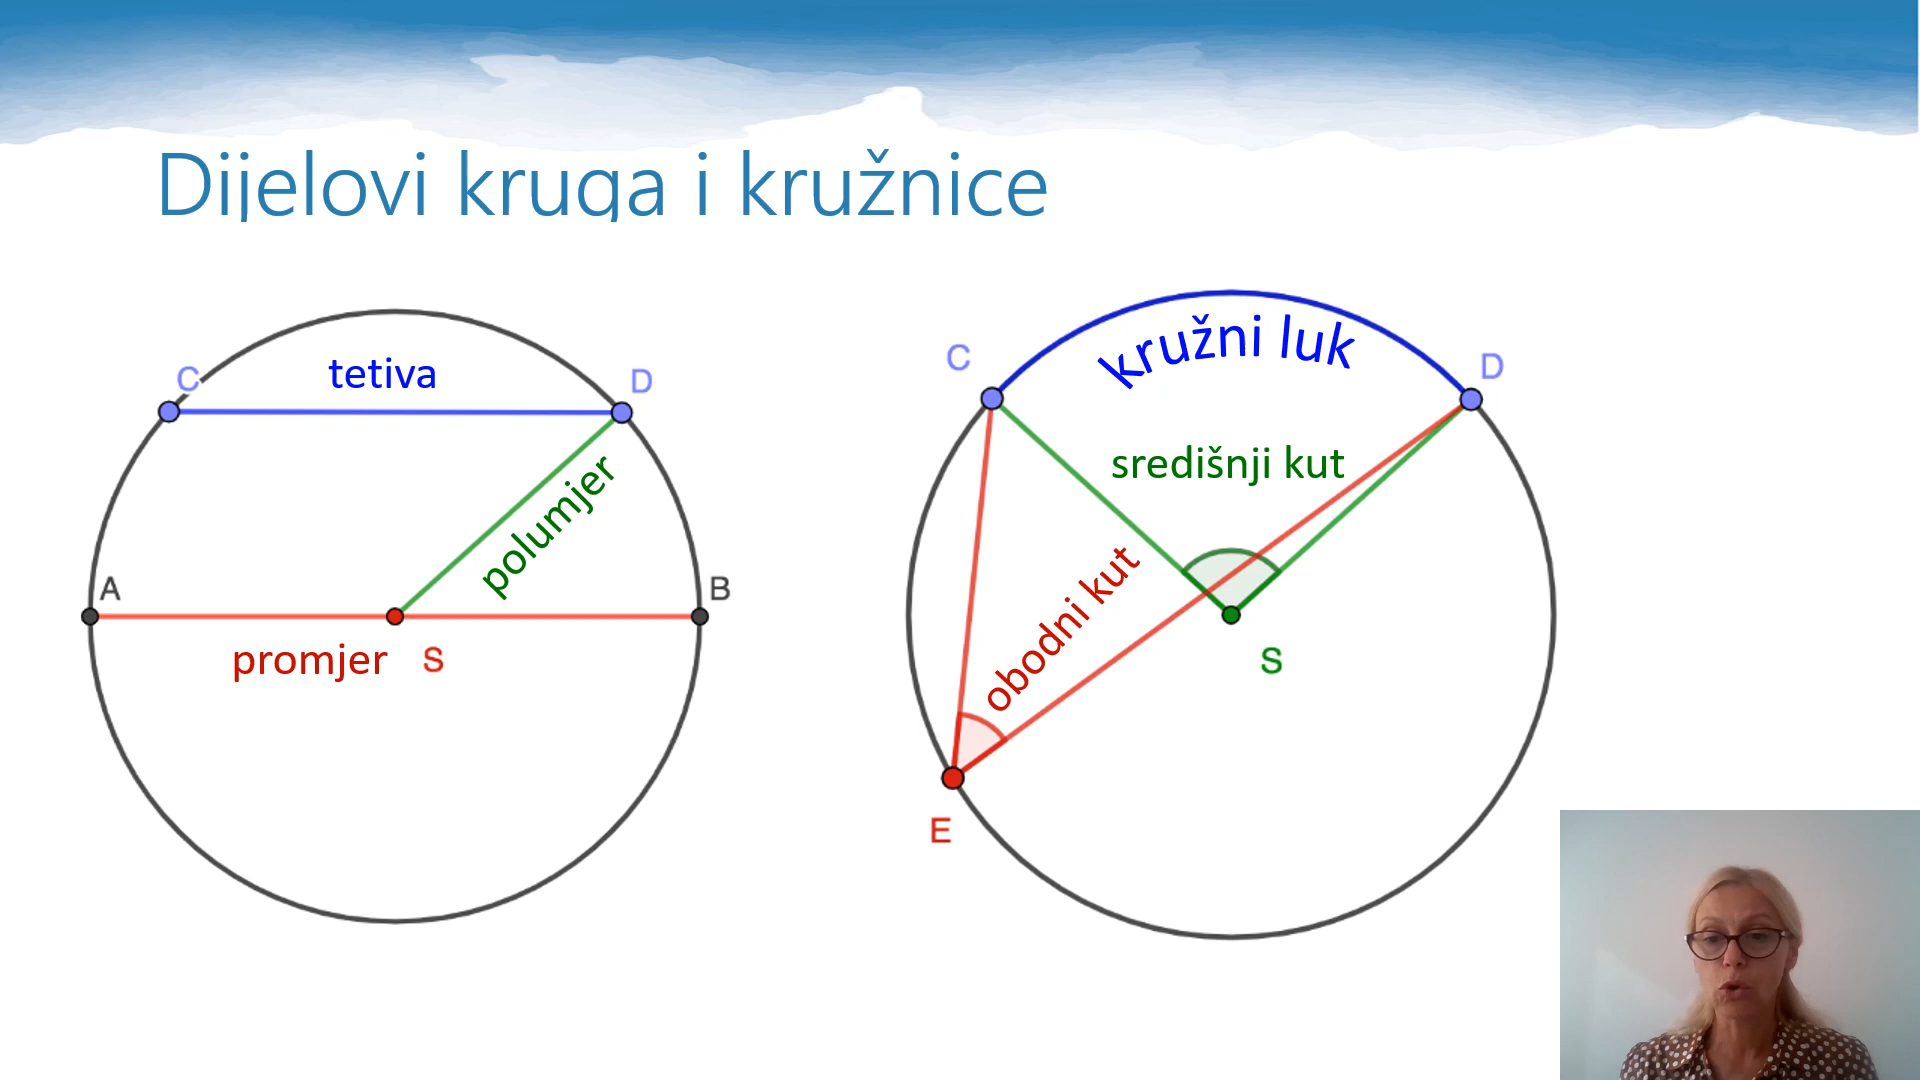 Dijelovi kruga i kružnice
C
tetiva
D
polumjer
A
B
promjer
S
C
kružni luk
D
središnji kut
obodni kut
S
E